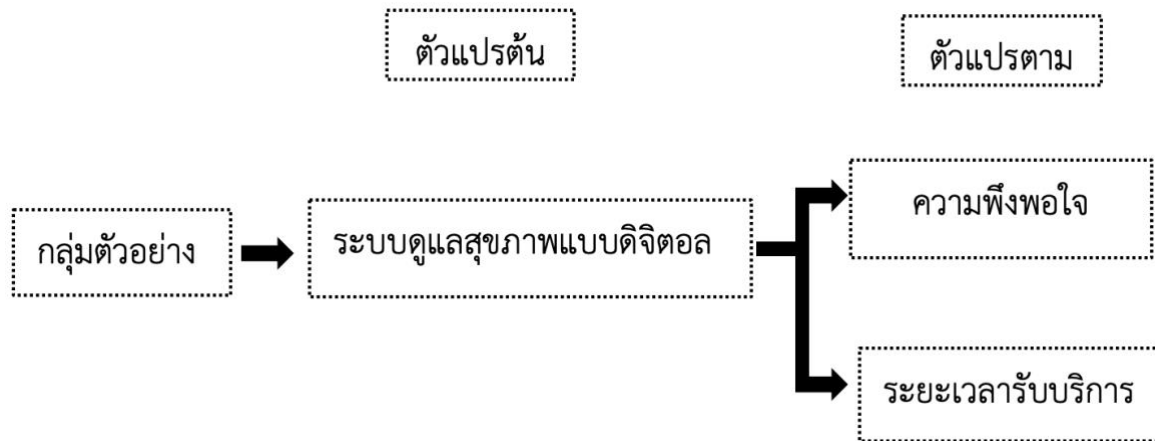 ตัวแปรต้น
ตัวแปรตาม
กลุ่มตัวอย่าง
ระบบดูแลสุขภาพแบบดิจิตอล
ความพึงพอใจ
ระยะเวลารับบริการ